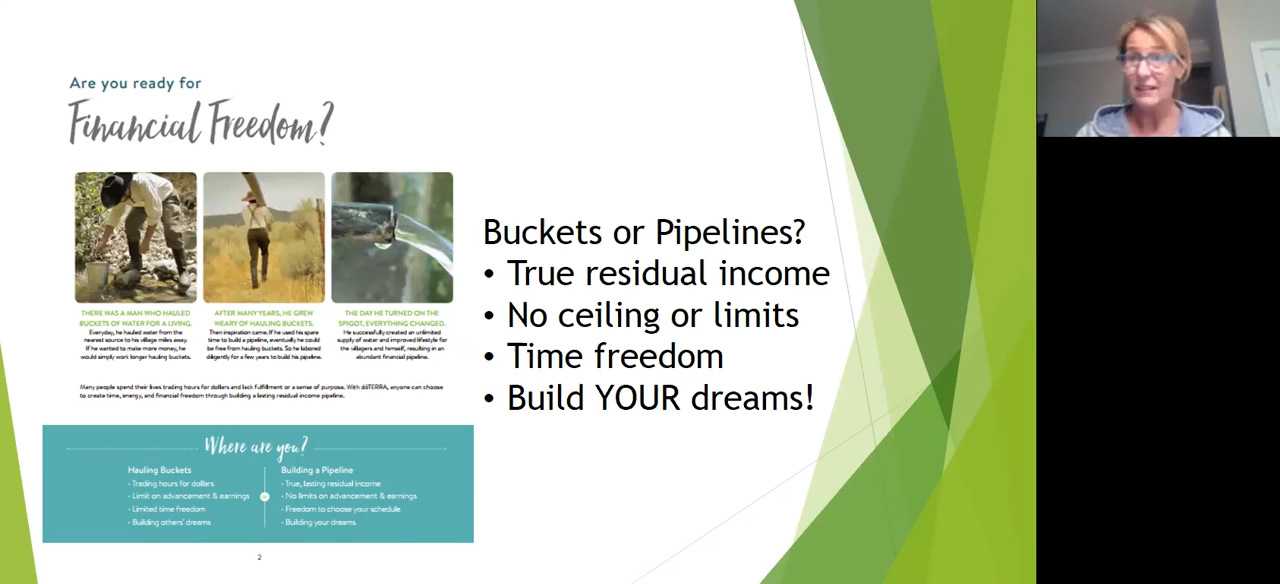 Are you ready for
Financial Freedom?
THERE WAS A MAN WHO HAULED
BUCKETS OF WATER FOR A LIVING.
Everyday, he hauled water from the
nearest source to his village miles away.
If he wanted to make more money, he
would simply work longer hauling buckets.
AFTER MANY YEARS, HE GREW
WEARY OF HAULING BUCKETS.
Then inspiration came. If he used his spare
time to build a pipeline, eventually he could
be free from hauling buckets. So he labored
diligently for a few years to build his pipeline.
THE DAY HE TURNED ON THE
SPIGOT, EVERYTHING CHANGED.
He successfully created an unlimited
supply of water and improved lifestyle for
the villagers and himself, resulting in an
abundant financial pipeline.
Many people spend their lives trading hours for dollars and lack fulfillment or a sense of purpose. With dōTERRA, anyone can choose
to create time, energy, and financial freedom through building a lasting residual income pipeline.
Where are you?
Hauling Buckets
- Trading hours for dollars
- Limit on advancement & earnings
- Limited time freedom
- Building others' dreams
or
Building a Pipeline
- True, lasting residual income
- No limits on advancement & earnings
- Freedom to choose your schedule
- Building your dreams
2
Buckets or Pipelines?
• True residual income
• No ceiling or limits
• Time freedom
• Build YOUR dreams!